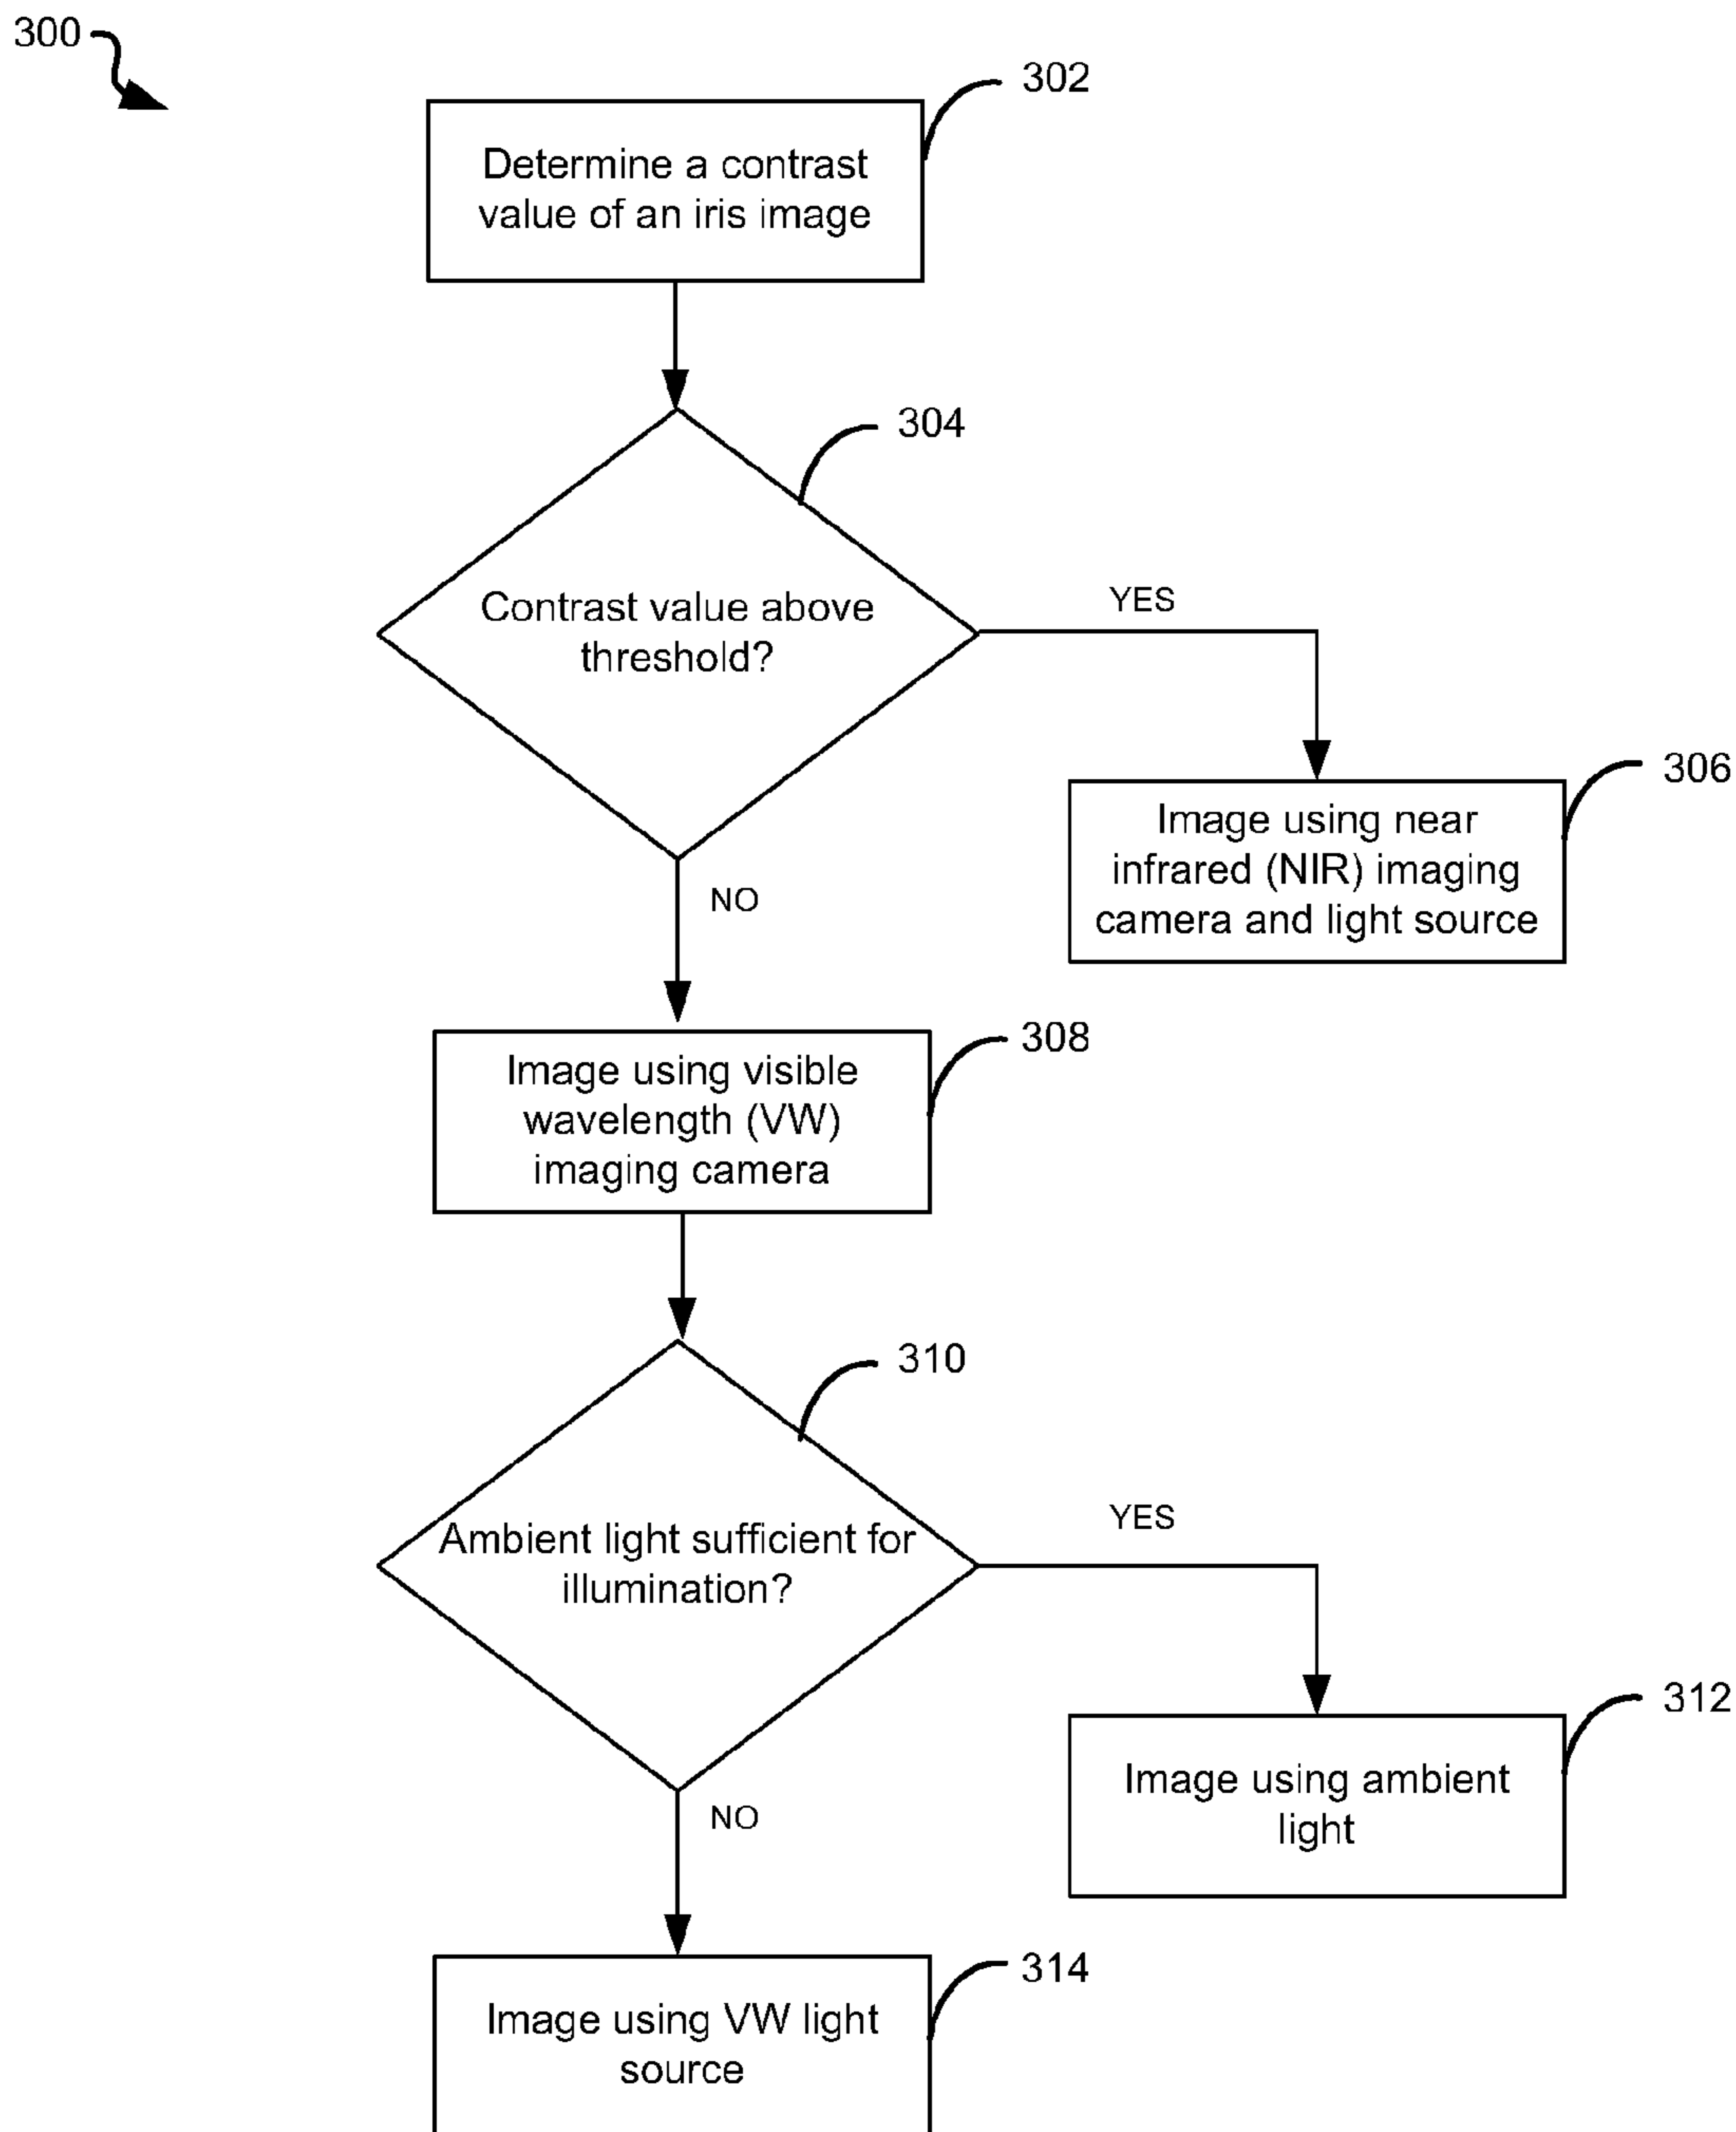 300
302
Determine a contrast
value of an iris image
304
Contrast value above
threshold?
YES
306
Image using near
infrared (NIR) imaging
camera and light source
NO
308
Image using visible
wavelength (VW)
imaging camera
310
Ambient light sufficient for
illumination?
YES
312
Image using ambient
light
NO
314
Image using VW light
source